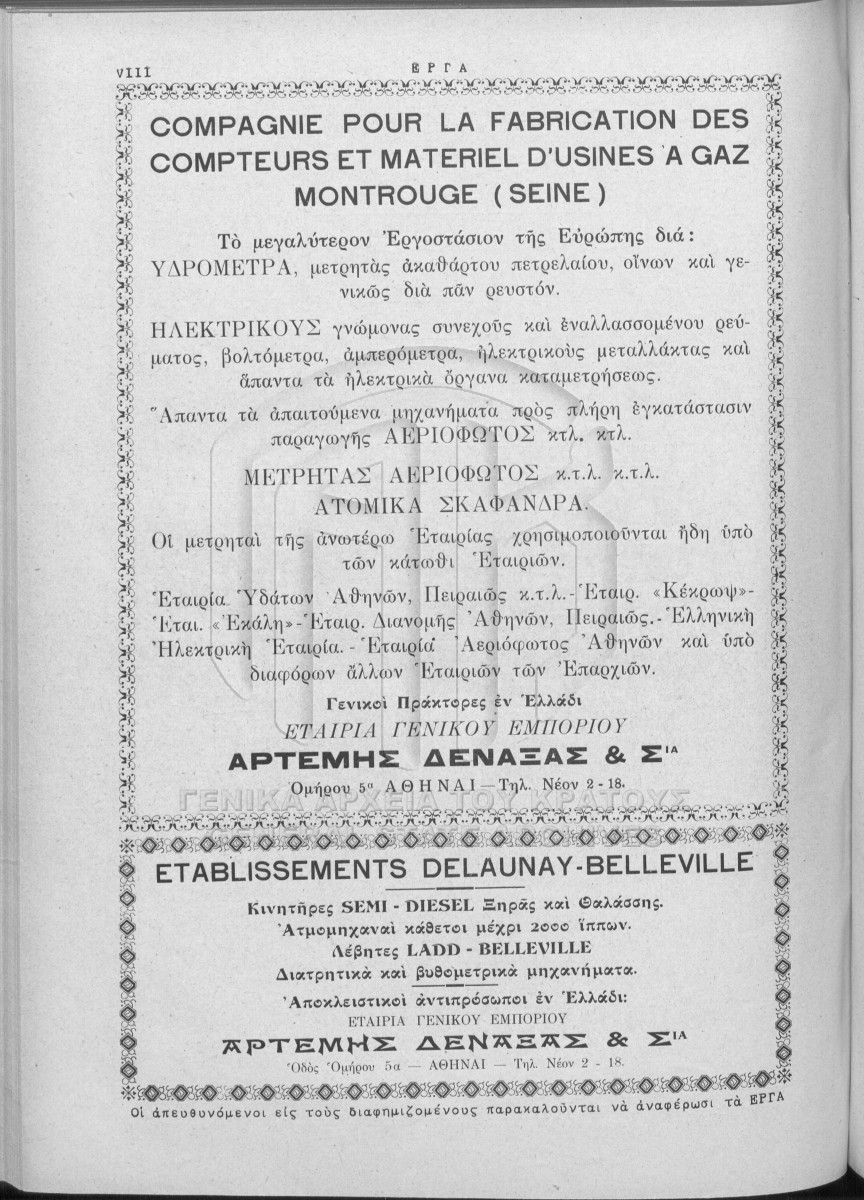 VIII
ΕΡΓΑ
COMPAGNIE POUR LA FABRICATION DES
COMPTEURS ET MATERIEL D'USINES A GAZ
MONTROUGE (SEINE)
Τὸ μεγαλύτερον Ἐργοστάσιον τῆς Εὐρώπης διά:
ΥΔΡΟΜΕΤΡΑ, μετρητὰς ἀκαθάρτου πετρελαίου, οἴνων καὶ γε-
νικῶς διὰ πᾶν ρευστόν.
ΗΛΕΚΤΡΙΚΟΥΣ γνώμονας συνεχοῦς καὶ ἐναλλασσομένου ρεύ-
ματος, βολτόμετρα, ἀμπερόμετρα, ἠλεκτρικοὺς μεταλλάκτας καὶ
ἅπαντα τὰ ἠλεκτρικὰ ὄργανα καταμετρήσεως.
Ἅπαντα τὰ ἀπαιτούμενα μηχανήματα πρὸς πλήρη ἐγκατάστασιν
παραγωγῆς ΑΕΡΙΟΦΩΤΟΣ κτλ. κτλ.
ΜΕΤΡΗΤΑΣ ΑΕΡΙΟΦΩΤΟΣ κ.τ.λ. κ.τ.λ.
ΑΤΟΜΙΚΑ ΣΚΑΦΑΝΔΡΑ.
Οἱ μετρηταὶ τῆς ἀνωτέρω Ἑταιρίας χρησιμοποιοῦνται ἤδη ὑπὸ
τῶν κάτωθι Ἑταιριῶν.
Ἑταιρία Ὑδάτων Ἀθηνῶν, Πειραιῶς κ.τ.λ.-Ἑταιρ. «Κέκρωψ»-
Ἑται. «Ἑκάλη»-Ἑταιρ. Διανομῆς Ἀθηνῶν, Πειραιῶς.-Ἑλληνικὴ
Ἠλεκτρικὴ Ἑταιρία.-Ἑταιρία Ἀεριόφωτος Ἀθηνῶν καὶ ὑπὸ
διαφόρων ἄλλων Ἑταιριῶν τῶν Ἐπαρχιῶν.
Γενικοὶ Πράκτορες ἐν Ἑλλάδι
ΕΤΑΙΡΙΑ ΓΕΝΙΚΟΥ ΕΜΠΟΡΙΟΥ
ΑΡΤΕΜΗΣ ΔΕΝΑΞΑΣ & ΣΙΑ
Ὁμήρου 5α ΑΘΗΝΑΙ—Τηλ. Νέον 2-18.
ΓΕΝΙΚΑ ΑΡΧΕΙΑ ΤΟΥ ΚΡΑΤΟΥΣ
ETABLISSEMENTS DELAUNAY-BELLEVILLE
Κινητῆρες SEMI-DIESEL Ξηρᾶς καὶ Θαλάσσης.
Ἀτμομηχαναὶ κάθετοι μέχρι 2000 ἵππων.
Λέβητες LADD-BELLEVILLE
Διατρητικὰ καὶ βυθομετρικὰ μηχανήματα.
Ἀποκλειστικοὶ ἀντιπρόσωποι ἐν Ἑλλάδι:
ΕΤΑΙΡΙΑ ΓΕΝΙΚΟΥ ΕΜΠΟΡΙΟΥ
ΑΡΤΕΜΗΣ ΔΕΝΑΞΑΣ & ΣΙΑ
Ὁδὸς Ὁμήρου 5α — ΑΘΗΝΑΙ — Τηλ. Νέον 2 - 18.
Οἱ ἀπευθυνόμενοι εἰς τοὺς διαφημιζομένους παρακαλοῦνται νὰ ἀναφέρωσι τὰ ΕΡΓΑ